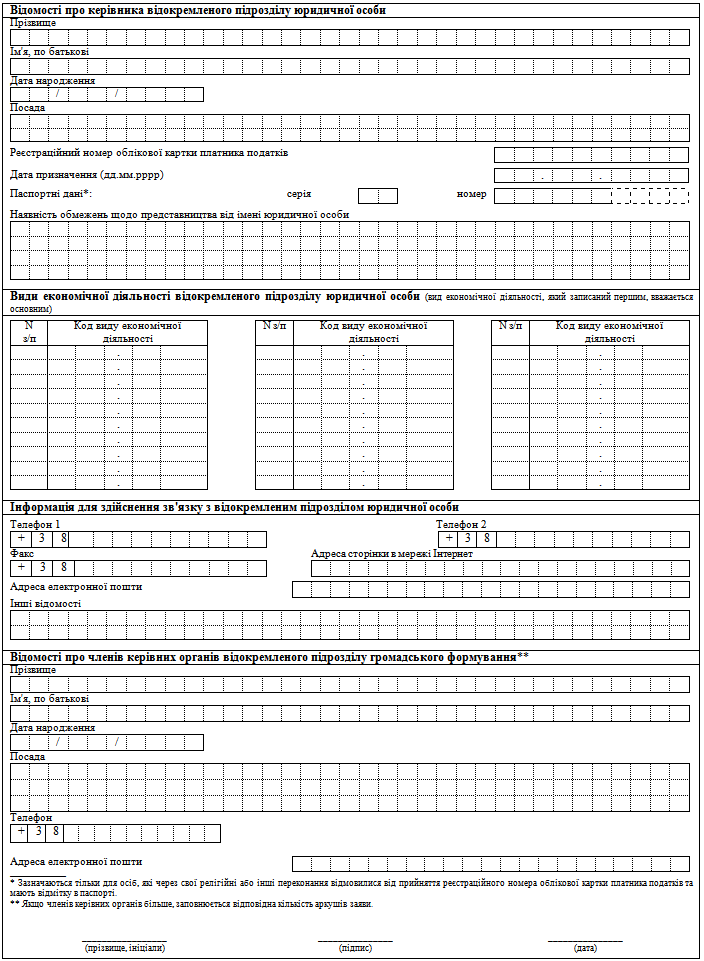 Відомості про керівника відокремленого підрозділу юридичної особи
Прізвище
Ім'я, по батькові
Дата народження
/ /
Посада
Реєстраційний номер облікової картки платника податків
Дата призначення (дд.мм.рррр)
. .
Паспортні дані*: серія номер
Наявність обмежень щодо представництва від імені юридичної особи
Види економічної діяльності відокремленого підрозділу юридичної особи (вид економічної діяльності, який записаний першим, вважається
основним)
N Код виду економічної N з/п Код виду економічної N з/п Код виду економічної
з/п діяльності діяльності діяльності
. . .
. . .
. . .
. . .
. . .
. . .
. . .
. . .
. . .
. . .
Інформація для здійснення зв'язку з відокремленим підрозділом юридичної особи
Телефон 1 Телефон 2
+ 3 8 + 3 8
Факс Адреса сторінки в мережі Інтернет
+ 3 8
Адреса електронної пошти
Інші відомості
Відомості про членів керівних органів відокремленого підрозділу громадського формування**
Прізвище
Ім'я, по батькові
Дата народження
/ /
Посада
Телефон
+ 3 8
Адреса електронної пошти
* Зазначаються тільки для осіб, які через свої релігійні або інші переконання відмовилися від прийняття реєстраційного номера облікової картки платника податків та
мають відмітку в паспорті.
** Якщо членів керівних органів більше, заповнюється відповідна кількість аркушів заяви.
(прізвище, ініціали) (підпис) (дата)